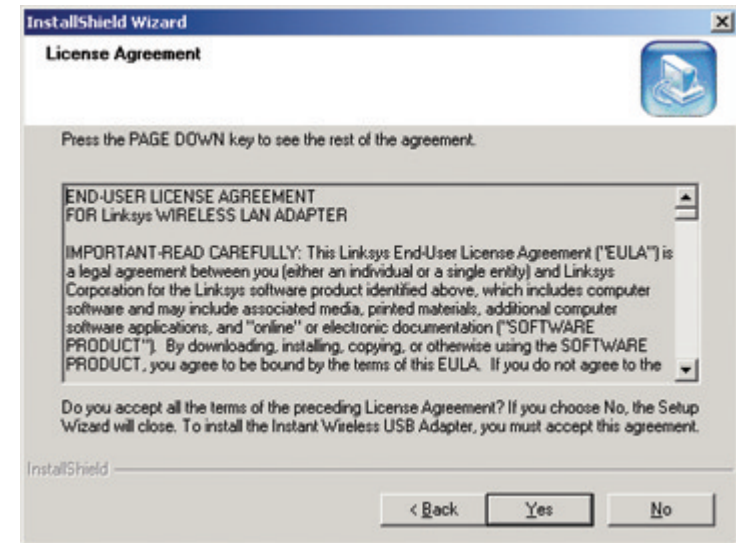 InstallShield Wizard
License Agreement
Press the PAGE DOWN key to see the rest of the agreement.
END-USER LICENSE AGREEMENT
FOR Linksys WIRELESS LAN ADAPTER
IMPORTANT-READ CAREFULLY: This Linksys End-User License Agreement ("EULA") is
a legal agreement between you (either an individual or a single entity) and Linksys
Corporation for the Linksys software product identified above, which includes computer
software and may include associated media, printed materials, additional computer
software applications, and "online" or electronic documentation ("SOFTWARE
PRODUCT"). By downloading, installing, copying, or otherwise using the SOFTWARE
PRODUCT, you agree to be bound by the terms of this EULA. If you do not agree to the
Do you accept all the terms of the preceding License Agreement? If you choose No, the Setup
Wizard will close. To install the Instant Wireless USB Adapter, you must accept this agreement.
InstallShield
< Back Yes No